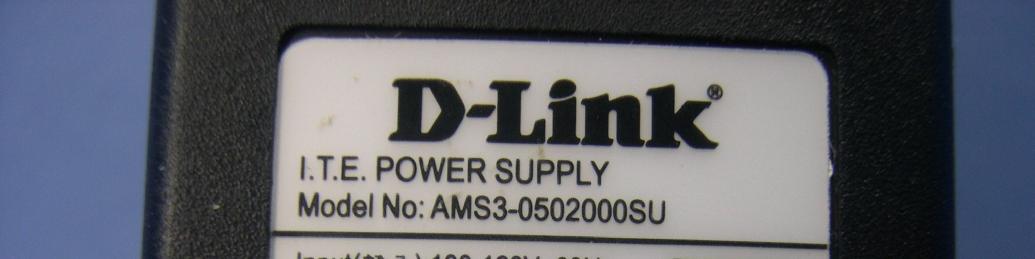 D-Link®
I.T.E. POWER SUPPLY
Model No: AMS3-0502000SU